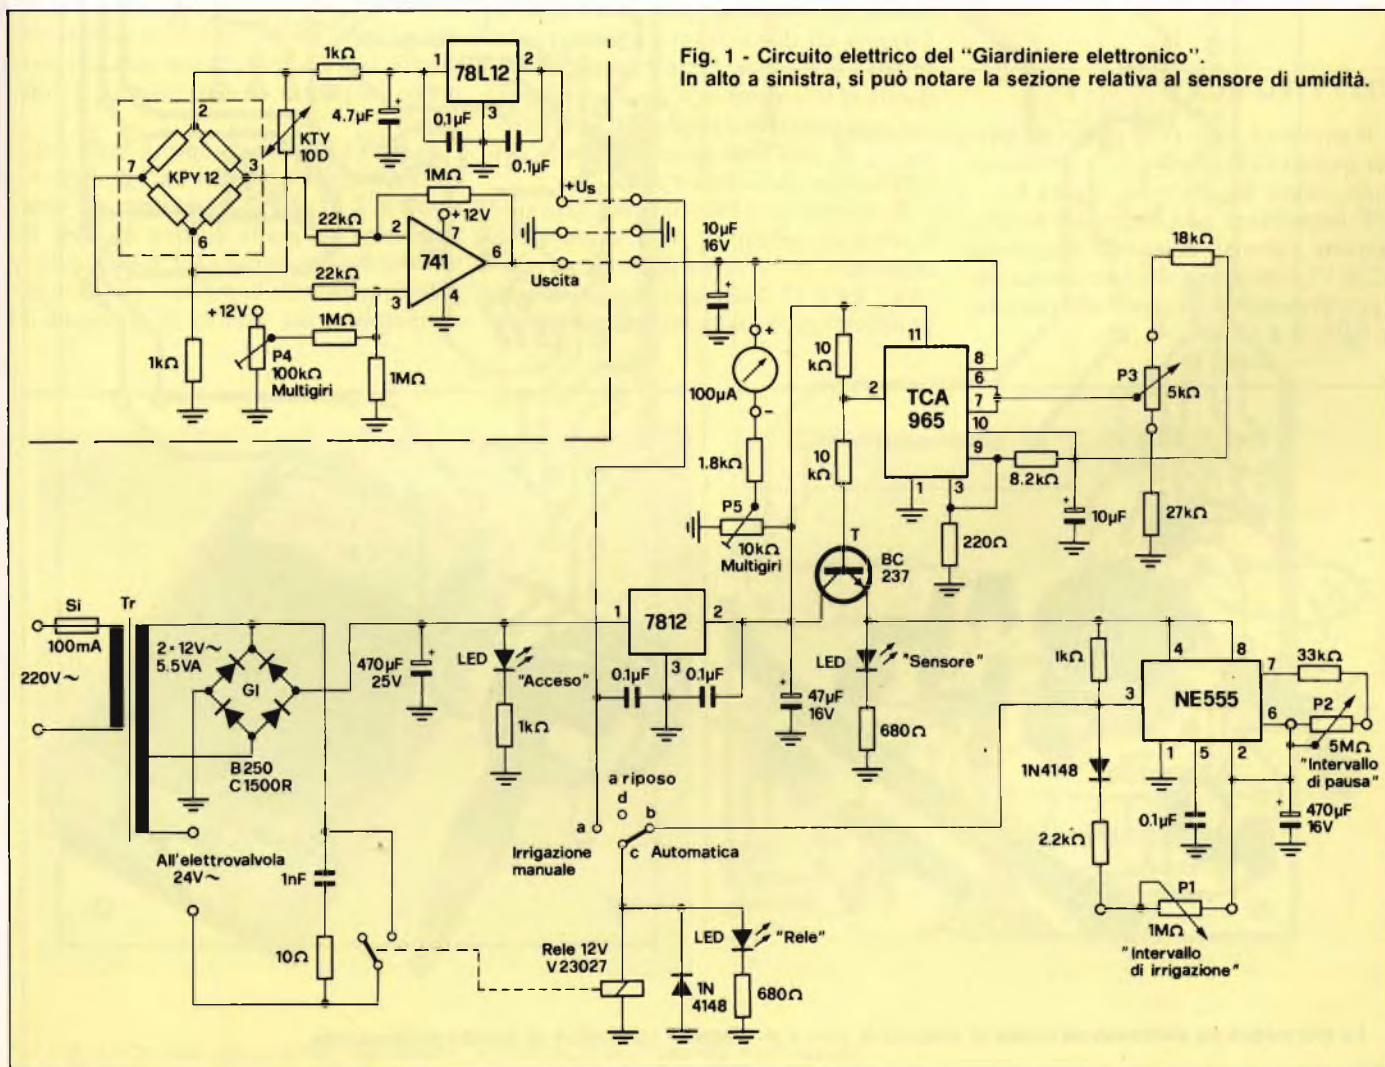 Fig. 1 - Circuito elettrico del "Giardiniere elettronico".
In alto a sinistra, si può notare la sezione relativa al sensore di umidità.
1kΩ
1
78L12
2
3
4.7µF
+
0.1µF
0.1µF
KTY
10D
2
7
KPY 12
3
6
1MΩ
+12V
22kΩ
2
7
741
6
22kΩ
3
4
+Us
Uscita
+12V
1MΩ
P4
100kΩ
Multigiri
1kΩ
1MΩ
10µF
16V
+
+
100µA
−
1.8kΩ
P5
10kΩ
Multigiri
10
kΩ
10
kΩ
2
11
TCA
965
8
6
7
10
9
1
3
8.2kΩ
220Ω
+
10µF
18kΩ
P3
5kΩ
27kΩ
T
BC
237
Si
100mA
Tr
220V~
2×12V~
5.5VA
GI
B250
C1500R
470µF
25V
+
LED
"Acceso"
1kΩ
1
7812
2
3
0.1µF
0.1µF
+
47µF
16V
LED
"Sensore"
680Ω
1kΩ
4
8
7
33kΩ
3
NE555
6
P2
5MΩ
"Intervallo
di pausa"
1
5
2
1N4148
2.2kΩ
0.1µF
+
470µF
16V
P1
1MΩ
"Intervallo
di irrigazione"
a riposo
d
a
b
c
Irrigazione
manuale
Automatica
All'elettrovalvola
24V~
1nF
10Ω
Rele 12V
V23027
1N
4148
LED
"Rele"
680Ω